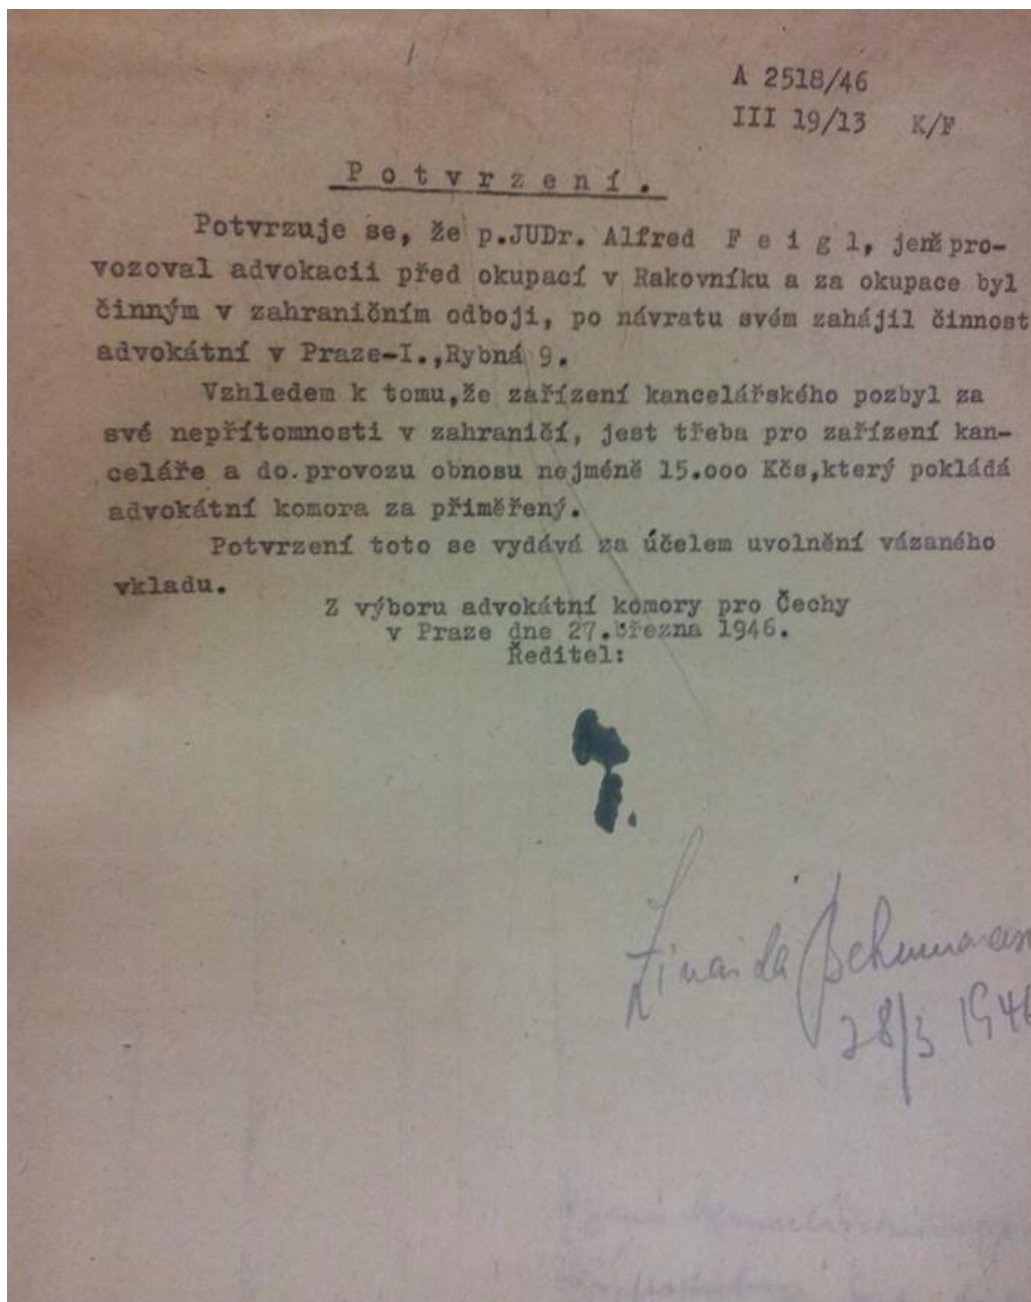 A 2518/46
III 19/13 K/F
P o t v r z e n í .
Potvrzuje se, že p.JUDr. Alfred F e i g l, jenž pro-
vozoval advokacii před okupací v Rakovníku a za okupace byl
činným v zahraničním odboji, po návratu svém zahájil činnost
advokátní v Praze-I.,Rybná 9.
Vzhledem k tomu,že zařízení kancelářského pozbyl za
své nepřítomnosti v zahraničí, jest třeba pro zařízení kan-
celáře a do.provozu obnosu nejméně 15.ooo Kčs,který pokládá
advokátní komora za přiměřený.
Potvrzení toto se vydává za účelem uvolnění vázaného
vkladu.
Z výboru advokátní komory pro Čechy
v Praze dne 27.března 1946.
Ředitel:
Zinaida
28/3 1946